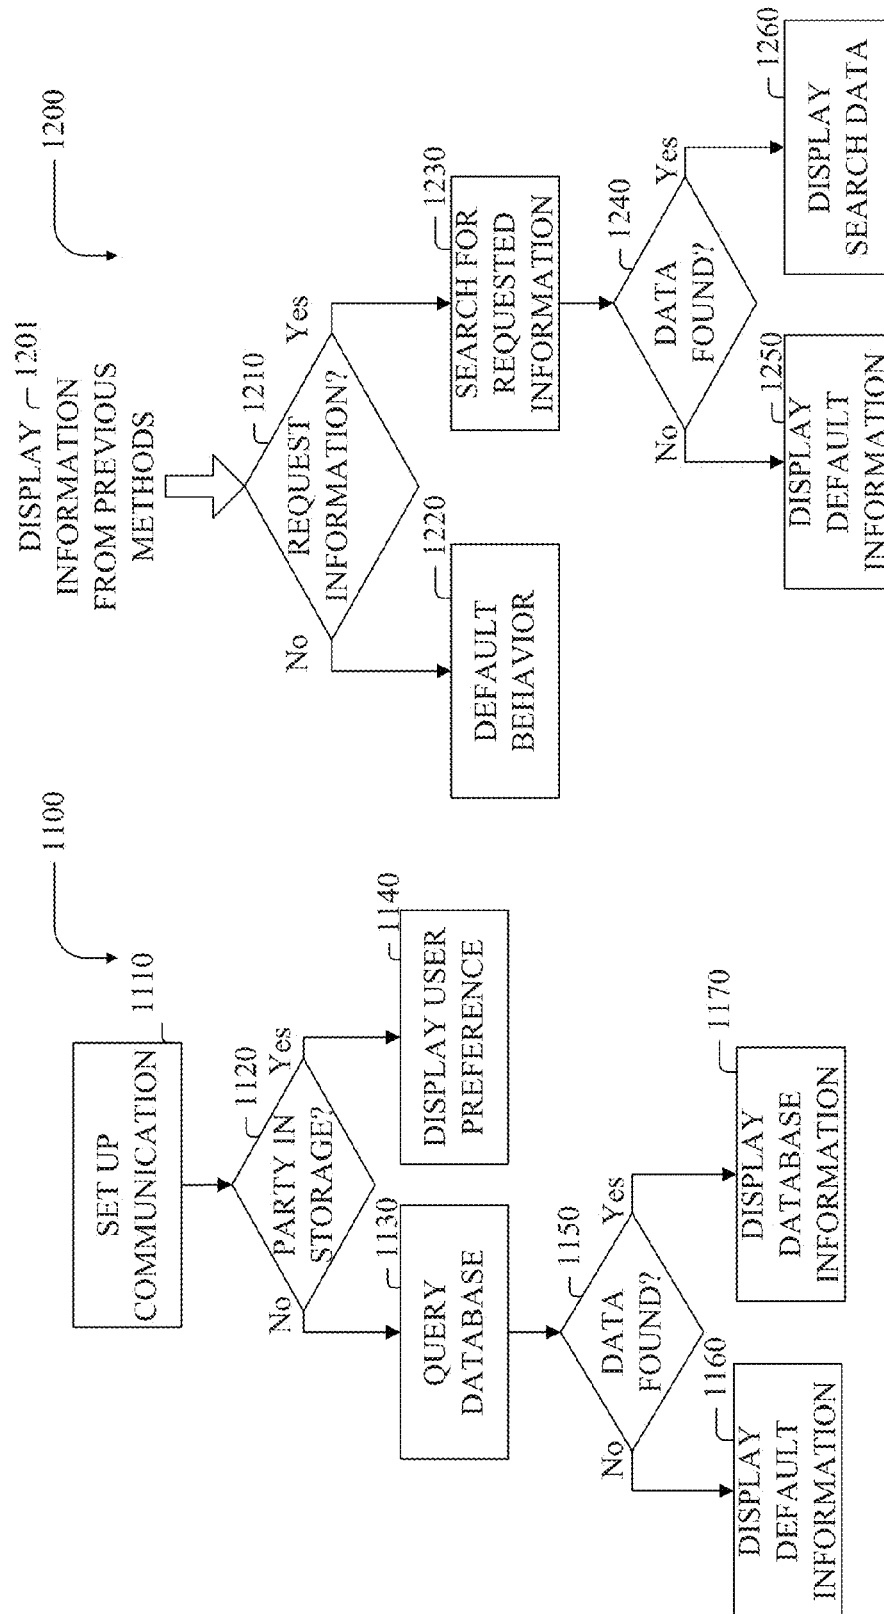 1100
SET UP
COMMUNICATION
1110
PARTY IN
STORAGE?
1120
No
Yes
QUERY
DATABASE
1130
DISPLAY USER
PREFERENCE
1140
DATA
FOUND?
1150
No
Yes
DISPLAY
DEFAULT
INFORMATION
1160
DISPLAY
DATABASE
INFORMATION
1170
1200
DISPLAY 1201
INFORMATION
FROM PREVIOUS
METHODS
REQUEST
INFORMATION?
1210
No
Yes
DEFAULT
BEHAVIOR
1220
SEARCH FOR
REQUESTED
INFORMATION
1230
DATA
FOUND?
1240
No
Yes
DISPLAY
DEFAULT
INFORMATION
1250
DISPLAY
SEARCH DATA
1260